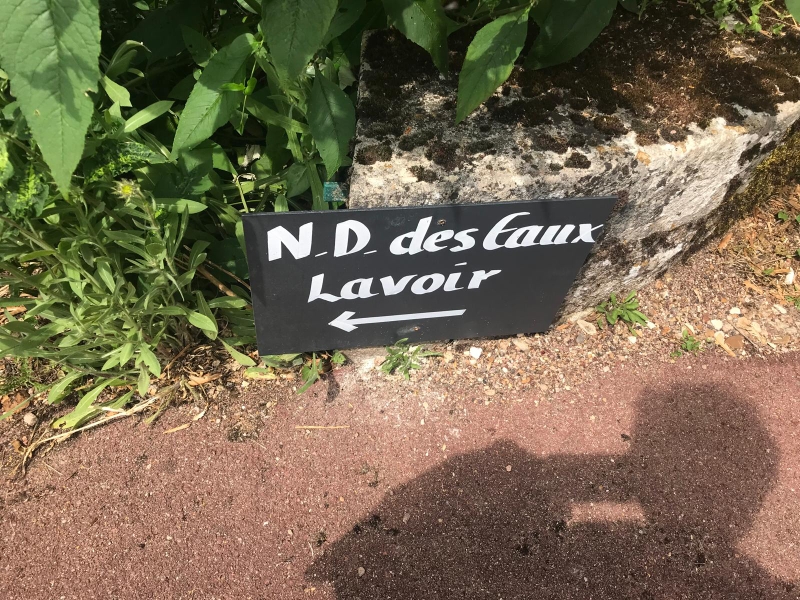 N.D. des Eaux
Lavoir